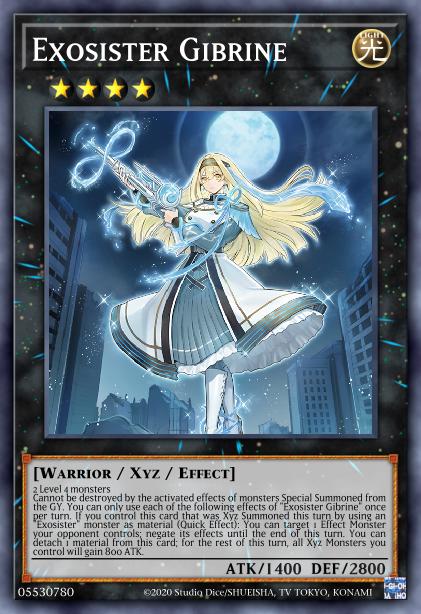 EXOSISTER GIBRINE
LIGHT
光
[WARRIOR / XYZ / EFFECT]
2 Level 4 monsters
Cannot be destroyed by the activated effects of monsters Special Summoned from
the GY. You can only use each of the following effects of "Exosister Gibrine" once
per turn. If you control this card that was Xyz Summoned this turn by using an
"Exosister" monster as material (Quick Effect): You can target 1 Effect Monster
your opponent controls; negate its effects until the end of this turn. You can
detach 1 material from this card; for the rest of this turn, all Xyz Monsters you
control will gain 800 ATK.
ATK/1400 DEF/2800
05530780
©2020 Studio Dice/SHUEISHA, TV TOKYO, KONAMI